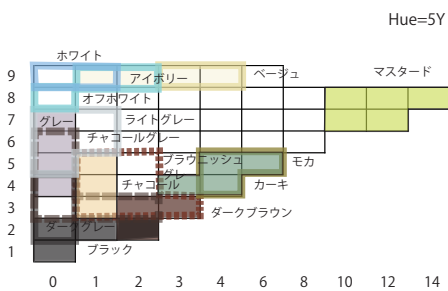 Hue=5Y
ホワイト
9
アイボリー
ベージュ
マスタード
8
オフホワイト
7
グレー
ライトグレー
6
チャコールグレー
5
ブラウニッシュ
グレー
モカ
4
チャコール
カーキ
3
ダークブラウン
2
ダークグレー
1
ブラック
0 1 2 3 4 6 8 10 12 14